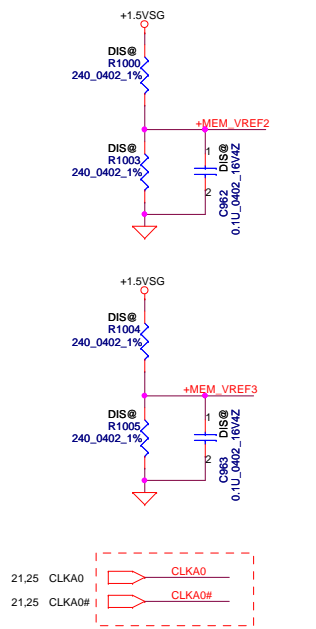 +1.5VSG
DIS@
R1000
240_0402_1%
+MEM_VREF2
DIS@
R1003
240_0402_1%
1
2
DIS@
C962
0.1U_0402_16V4Z
+1.5VSG
DIS@
R1004
240_0402_1%
+MEM_VREF3
DIS@
R1005
240_0402_1%
1
2
DIS@
C963
0.1U_0402_16V4Z
21,25 CLKA0 CLKA0
21,25 CLKA0# CLKA0#